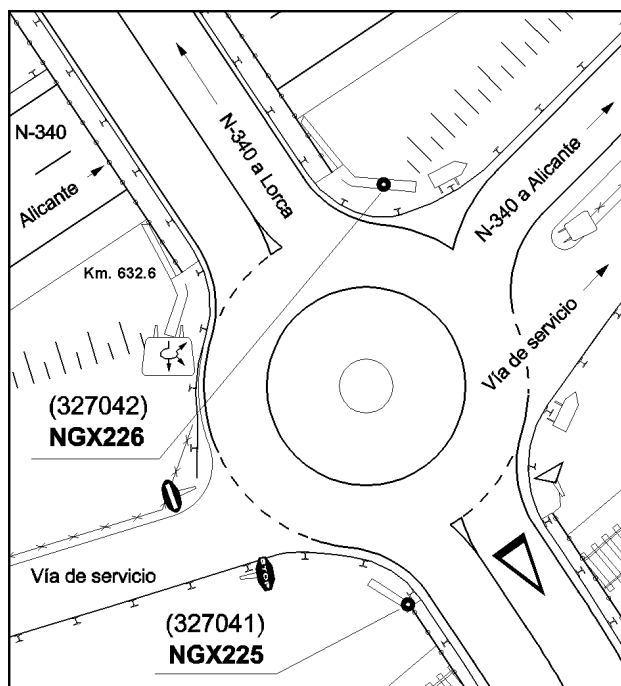 N-340
Alicante
N-340 a Lorca
N-340 a Alicante
Km. 632.6
Vía de servicio
(327042)
NGX226
Vía de servicio
(327041)
NGX225